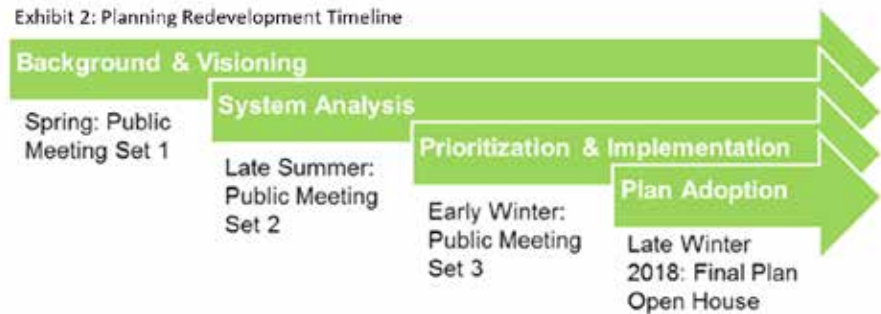 Exhibit 2: Planning Redevelopment Timeline
Background & Visioning
Spring: Public
Meeting Set 1
System Analysis
Late Summer:
Public Meeting
Set 2
Prioritization & Implementation
Early Winter:
Public Meeting
Set 3
Plan Adoption
Late Winter
2018: Final Plan
Open House